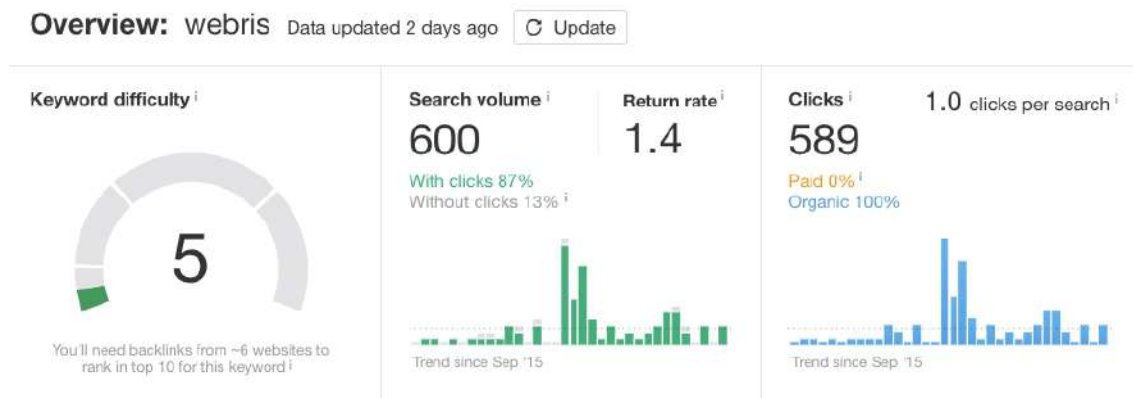 Overview: webris Data updated 2 days ago Update
Keyword difficulty i
5
You'll need backlinks from ~6 websites to
rank in top 10 for this keyword i
Search volume i
600
With clicks 87%
Without clicks 13% i
Return rate i
1.4
Trend since Sep '15
Clicks i
589
1.0 clicks per search i
Paid 0% i
Organic 100%
Trend since Sep '15